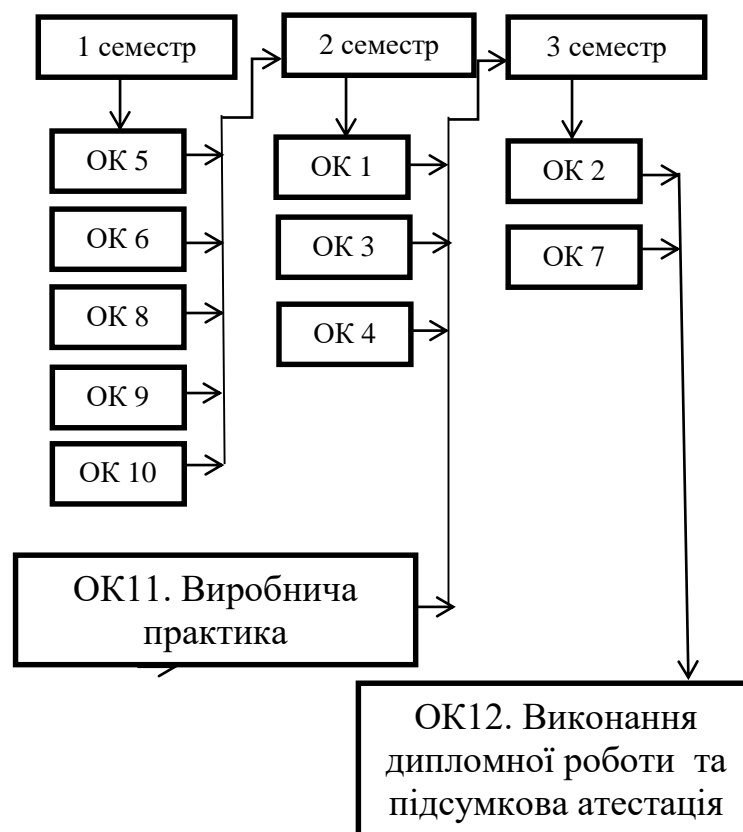 1 семестр
2 семестр
3 семестр
ОК 5
ОК 6
ОК 8
ОК 9
ОК 10
ОК 1
ОК 3
ОК 4
ОК 2
ОК 7
ОК11. Виробнича
практика
ОК12. Виконання
дипломної роботи та
підсумкова атестація